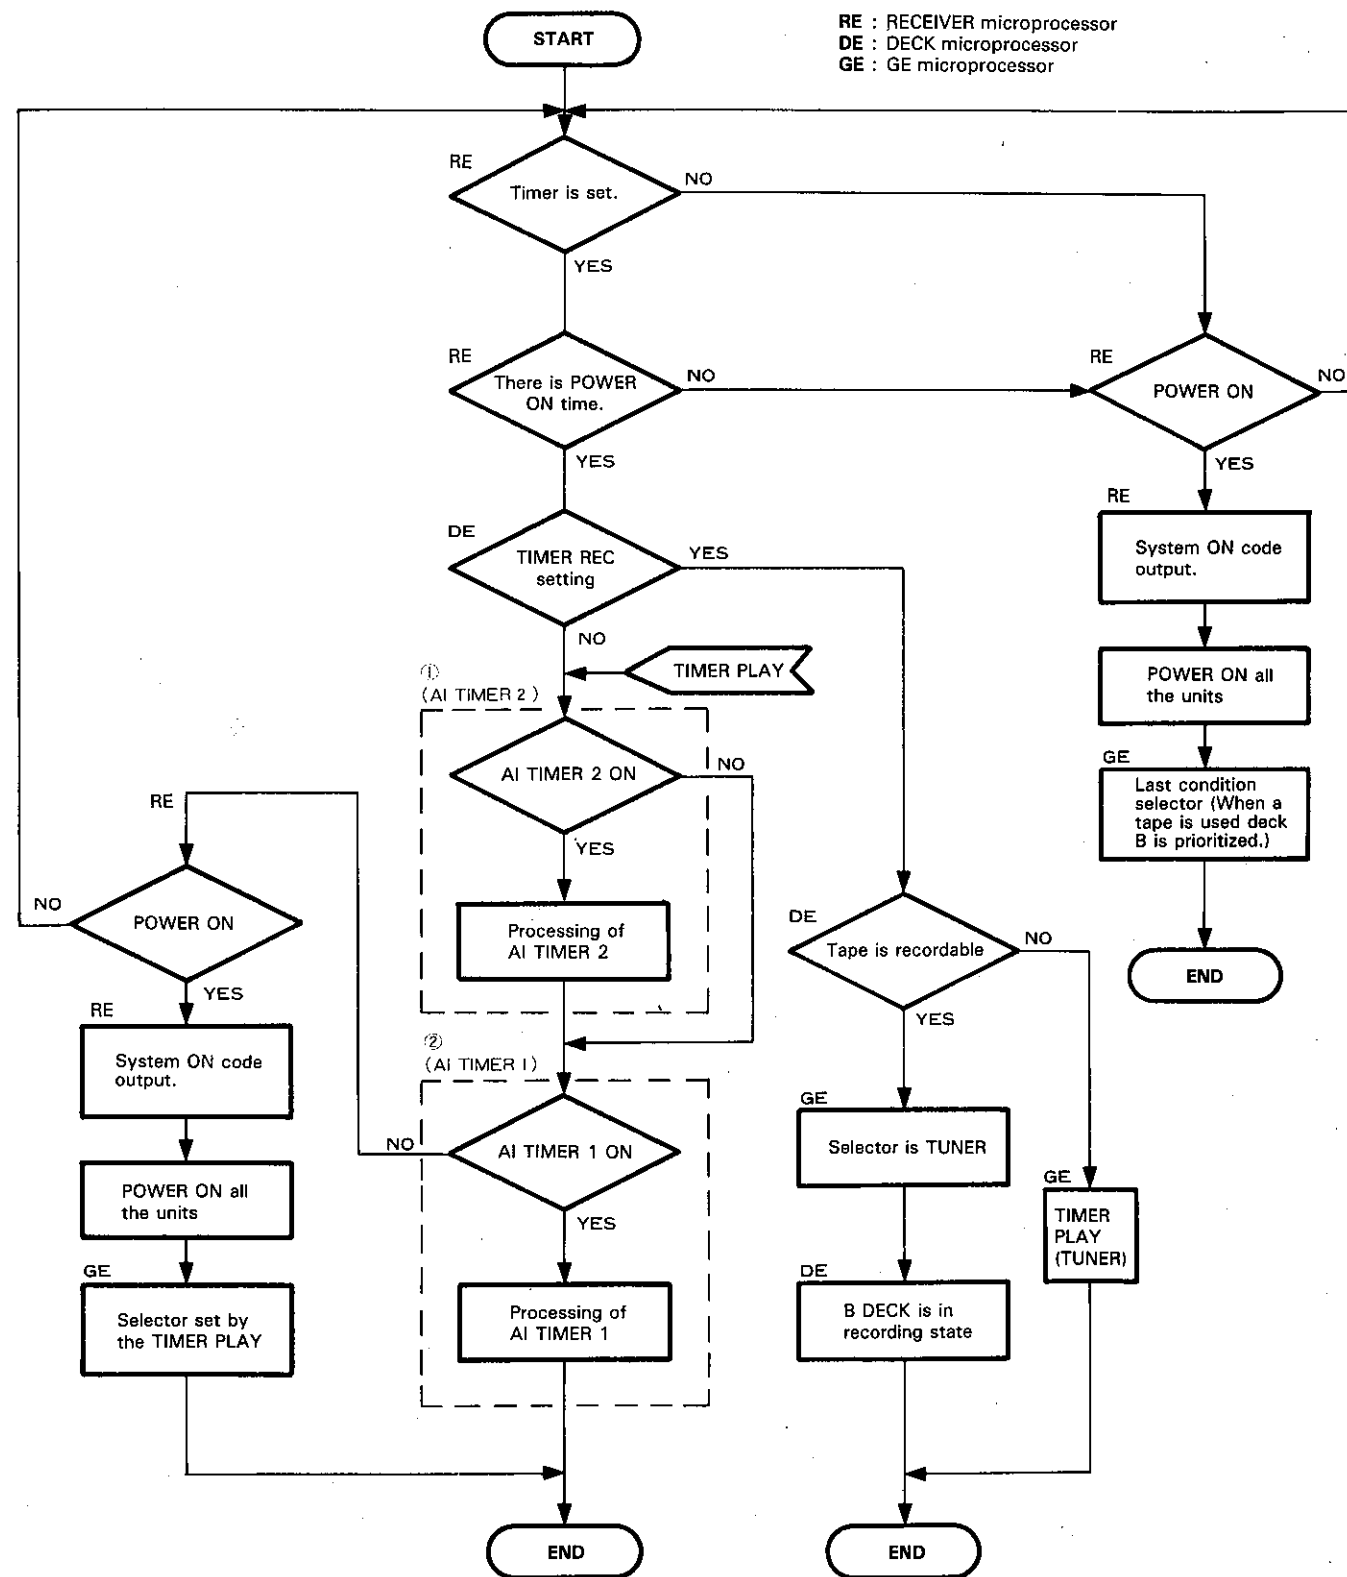 START
RE : RECEIVER microprocessor
DE : DECK microprocessor
GE : GE microprocessor
RE
Timer is set.
NO
YES
RE
There is POWER
ON time.
NO
YES
RE
POWER ON
NO
YES
DE
TIMER REC
setting
YES
NO
RE
System ON code
output.
POWER ON all
the units
GE
Last condition
selector (When a
tape is used deck
B is prioritized.)
END
TIMER PLAY
①
(AI TIMER 2)
AI TIMER 2 ON
NO
YES
Processing of
AI TIMER 2
RE
POWER ON
NO
YES
RE
System ON code
output.
POWER ON all
the units
GE
Selector set by
the TIMER PLAY
②
(AI TIMER 1)
AI TIMER 1 ON
NO
YES
Processing of
AI TIMER 1
END
DE
Tape is recordable
NO
YES
GE
Selector is TUNER
DE
B DECK is in
recording state
GE
TIMER
PLAY
(TUNER)
END